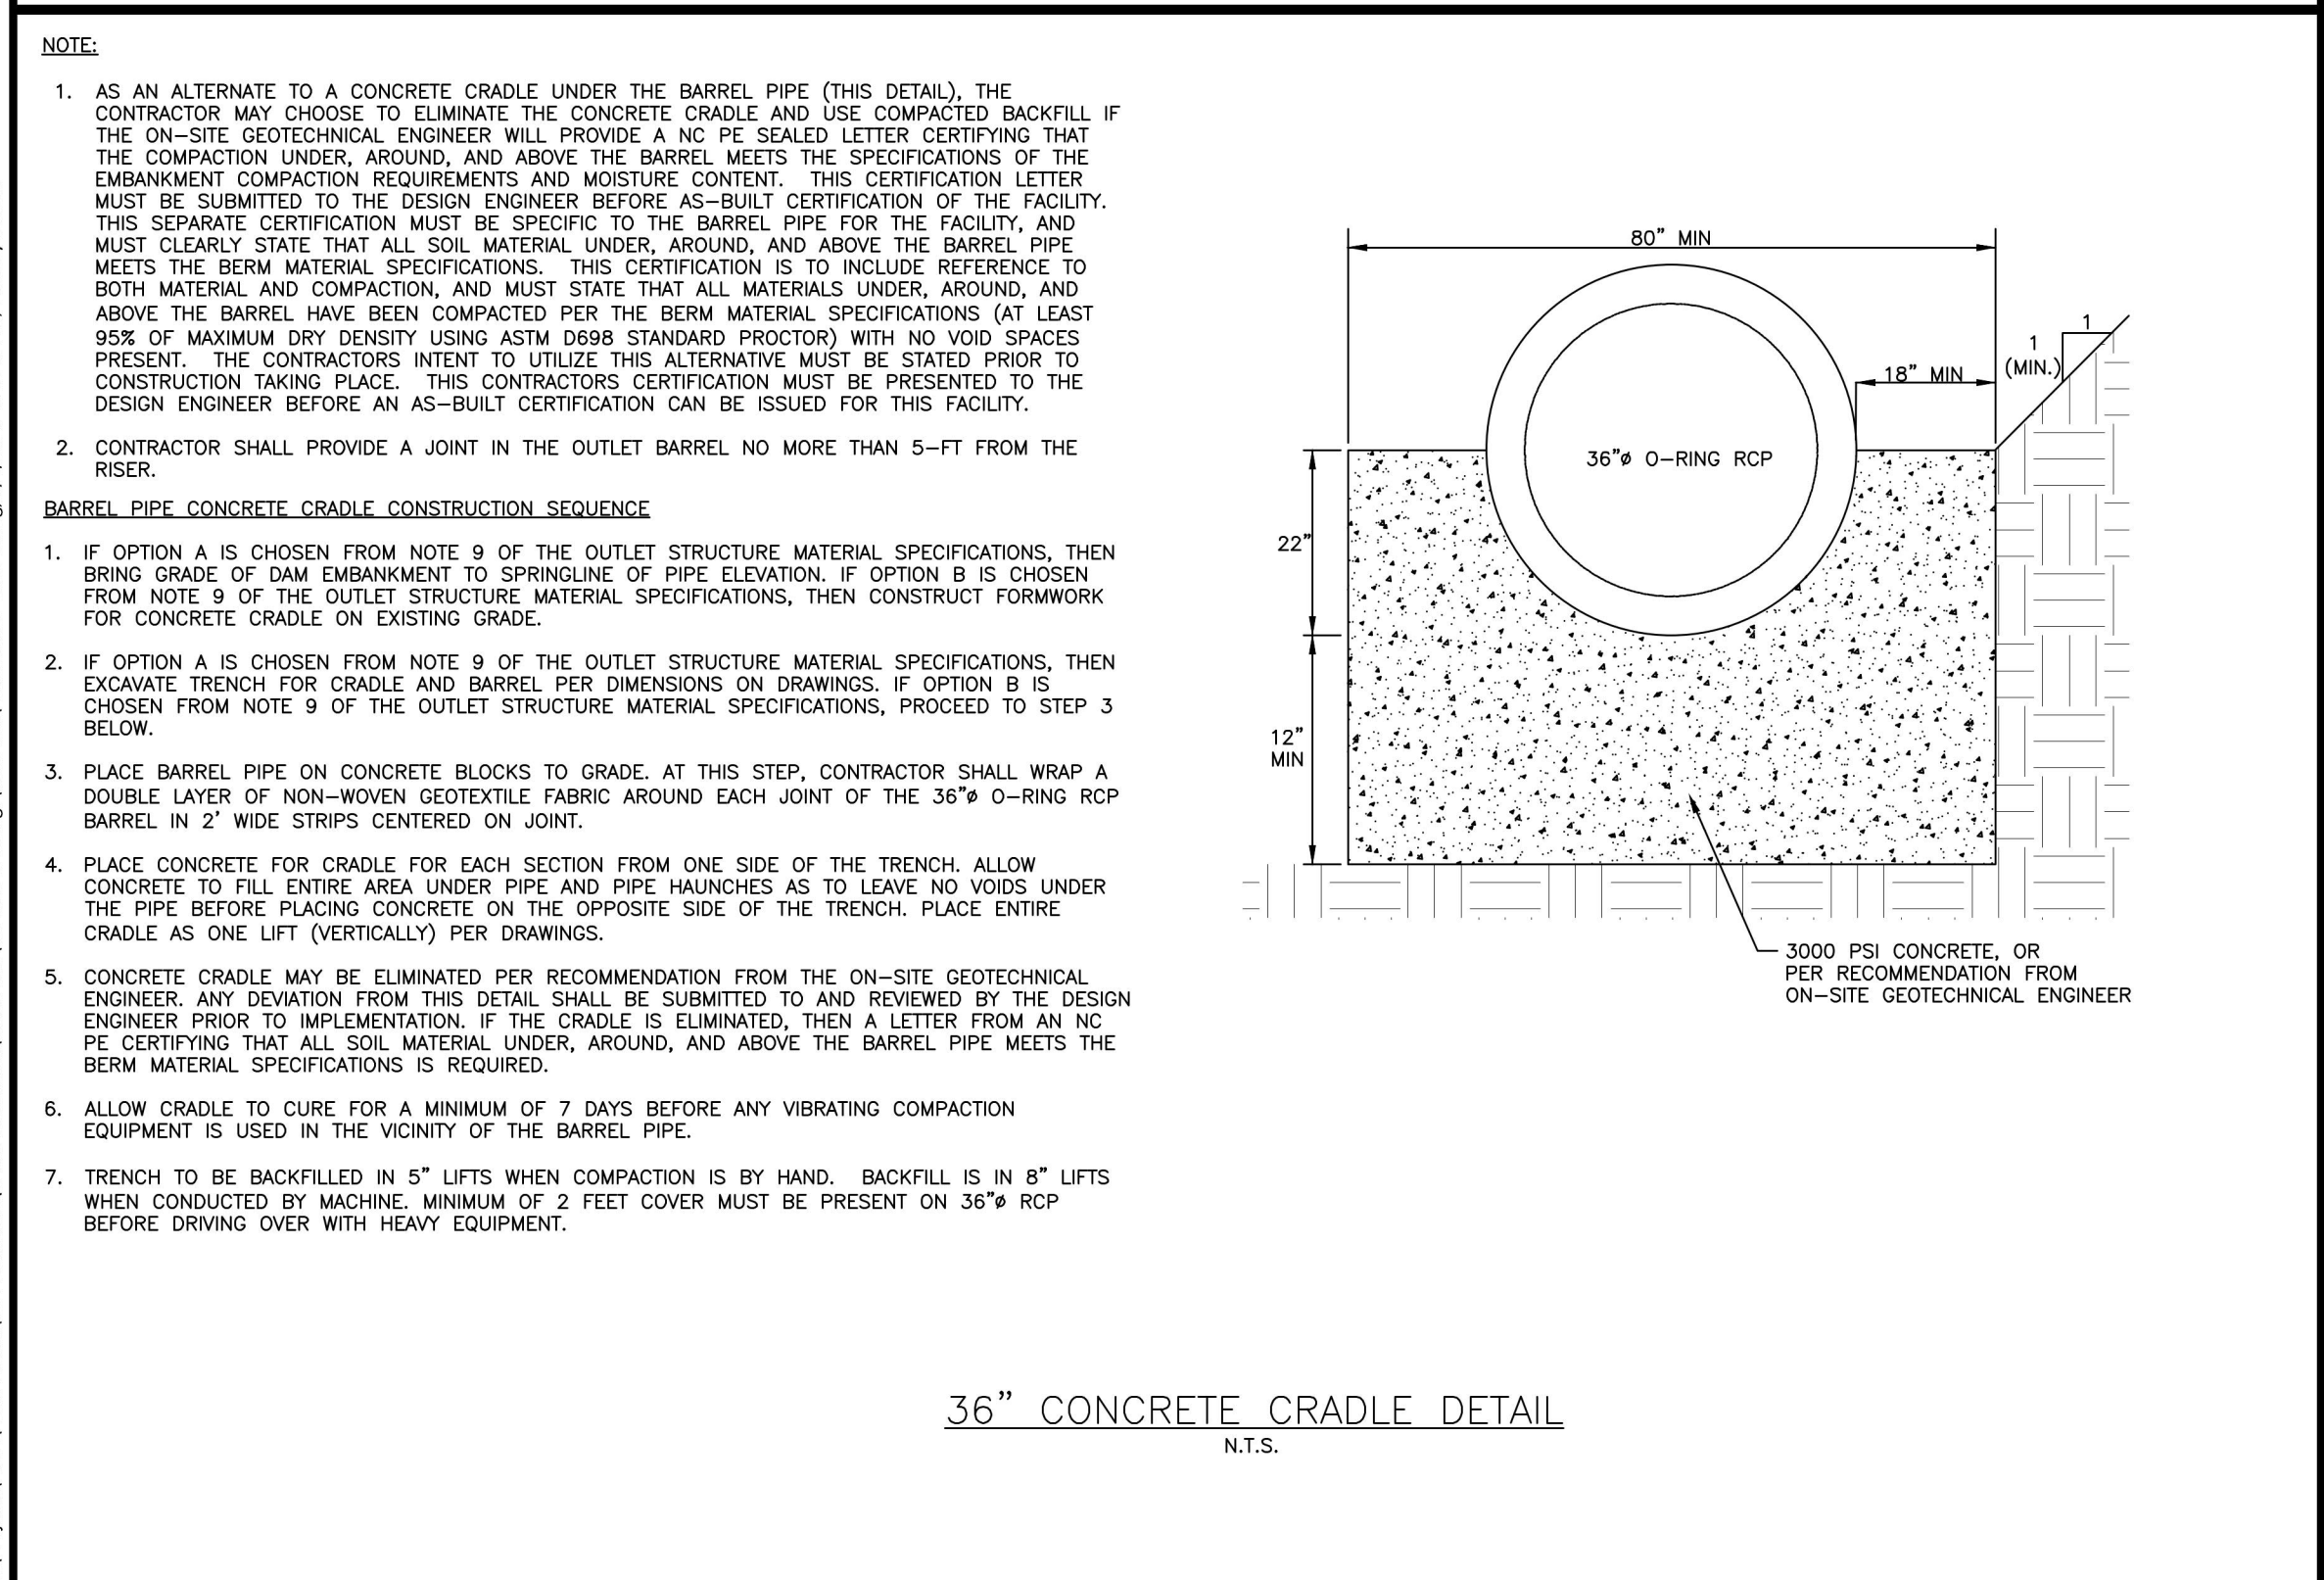 NOTE:
1. AS AN ALTERNATE TO A CONCRETE CRADLE UNDER THE BARREL PIPE (THIS DETAIL), THE
CONTRACTOR MAY CHOOSE TO ELIMINATE THE CONCRETE CRADLE AND USE COMPACTED BACKFILL IF
THE ON-SITE GEOTECHNICAL ENGINEER WILL PROVIDE A NC PE SEALED LETTER CERTIFYING THAT
THE COMPACTION UNDER, AROUND, AND ABOVE THE BARREL MEETS THE SPECIFICATIONS OF THE
EMBANKMENT COMPACTION REQUIREMENTS AND MOISTURE CONTENT. THIS CERTIFICATION LETTER
MUST BE SUBMITTED TO THE DESIGN ENGINEER BEFORE AS-BUILT CERTIFICATION OF THE FACILITY.
THIS SEPARATE CERTIFICATION MUST BE SPECIFIC TO THE BARREL PIPE FOR THE FACILITY, AND
MUST CLEARLY STATE THAT ALL SOIL MATERIAL UNDER, AROUND, AND ABOVE THE BARREL PIPE
MEETS THE BERM MATERIAL SPECIFICATIONS. THIS CERTIFICATION IS TO INCLUDE REFERENCE TO
BOTH MATERIAL AND COMPACTION, AND MUST STATE THAT ALL MATERIALS UNDER, AROUND, AND
ABOVE THE BARREL HAVE BEEN COMPACTED PER THE BERM MATERIAL SPECIFICATIONS (AT LEAST
95% OF MAXIMUM DRY DENSITY USING ASTM D698 STANDARD PROCTOR) WITH NO VOID SPACES
PRESENT. THE CONTRACTORS INTENT TO UTILIZE THIS ALTERNATIVE MUST BE STATED PRIOR TO
CONSTRUCTION TAKING PLACE. THIS CONTRACTORS CERTIFICATION MUST BE PRESENTED TO THE
DESIGN ENGINEER BEFORE AN AS-BUILT CERTIFICATION CAN BE ISSUED FOR THIS FACILITY.
2. CONTRACTOR SHALL PROVIDE A JOINT IN THE OUTLET BARREL NO MORE THAN 5-FT FROM THE
RISER.
BARREL PIPE CONCRETE CRADLE CONSTRUCTION SEQUENCE
1. IF OPTION A IS CHOSEN FROM NOTE 9 OF THE OUTLET STRUCTURE MATERIAL SPECIFICATIONS, THEN
BRING GRADE OF DAM EMBANKMENT TO SPRINGLINE OF PIPE ELEVATION. IF OPTION B IS CHOSEN
FROM NOTE 9 OF THE OUTLET STRUCTURE MATERIAL SPECIFICATIONS, THEN CONSTRUCT FORMWORK
FOR CONCRETE CRADLE ON EXISTING GRADE.
2. IF OPTION A IS CHOSEN FROM NOTE 9 OF THE OUTLET STRUCTURE MATERIAL SPECIFICATIONS, THEN
EXCAVATE TRENCH FOR CRADLE AND BARREL PER DIMENSIONS ON DRAWINGS. IF OPTION B IS
CHOSEN FROM NOTE 9 OF THE OUTLET STRUCTURE MATERIAL SPECIFICATIONS, PROCEED TO STEP 3
BELOW.
3. PLACE BARREL PIPE ON CONCRETE BLOCKS TO GRADE. AT THIS STEP, CONTRACTOR SHALL WRAP A
DOUBLE LAYER OF NON-WOVEN GEOTEXTILE FABRIC AROUND EACH JOINT OF THE 36"ø O-RING RCP
BARREL IN 2' WIDE STRIPS CENTERED ON JOINT.
4. PLACE CONCRETE FOR CRADLE FOR EACH SECTION FROM ONE SIDE OF THE TRENCH. ALLOW
CONCRETE TO FILL ENTIRE AREA UNDER PIPE AND PIPE HAUNCHES AS TO LEAVE NO VOIDS UNDER
THE PIPE BEFORE PLACING CONCRETE ON THE OPPOSITE SIDE OF THE TRENCH. PLACE ENTIRE
CRADLE AS ONE LIFT (VERTICALLY) PER DRAWINGS.
5. CONCRETE CRADLE MAY BE ELIMINATED PER RECOMMENDATION FROM THE ON-SITE GEOTECHNICAL
ENGINEER. ANY DEVIATION FROM THIS DETAIL SHALL BE SUBMITTED TO AND REVIEWED BY THE DESIGN
ENGINEER PRIOR TO IMPLEMENTATION. IF THE CRADLE IS ELIMINATED, THEN A LETTER FROM AN NC
PE CERTIFYING THAT ALL SOIL MATERIAL UNDER, AROUND, AND ABOVE THE BARREL PIPE MEETS THE
BERM MATERIAL SPECIFICATIONS IS REQUIRED.
6. ALLOW CRADLE TO CURE FOR A MINIMUM OF 7 DAYS BEFORE ANY VIBRATING COMPACTION
EQUIPMENT IS USED IN THE VICINITY OF THE BARREL PIPE.
7. TRENCH TO BE BACKFILLED IN 5" LIFTS WHEN COMPACTION IS BY HAND. BACKFILL IS IN 8" LIFTS
WHEN CONDUCTED BY MACHINE. MINIMUM OF 2 FEET COVER MUST BE PRESENT ON 36"ø RCP
BEFORE DRIVING OVER WITH HEAVY EQUIPMENT.
80" MIN
1
1
(MIN.)
18" MIN
36"ø O-RING RCP
22"
12"
MIN
3000 PSI CONCRETE, OR
PER RECOMMENDATION FROM
ON-SITE GEOTECHNICAL ENGINEER
36" CONCRETE CRADLE DETAIL
N.T.S.